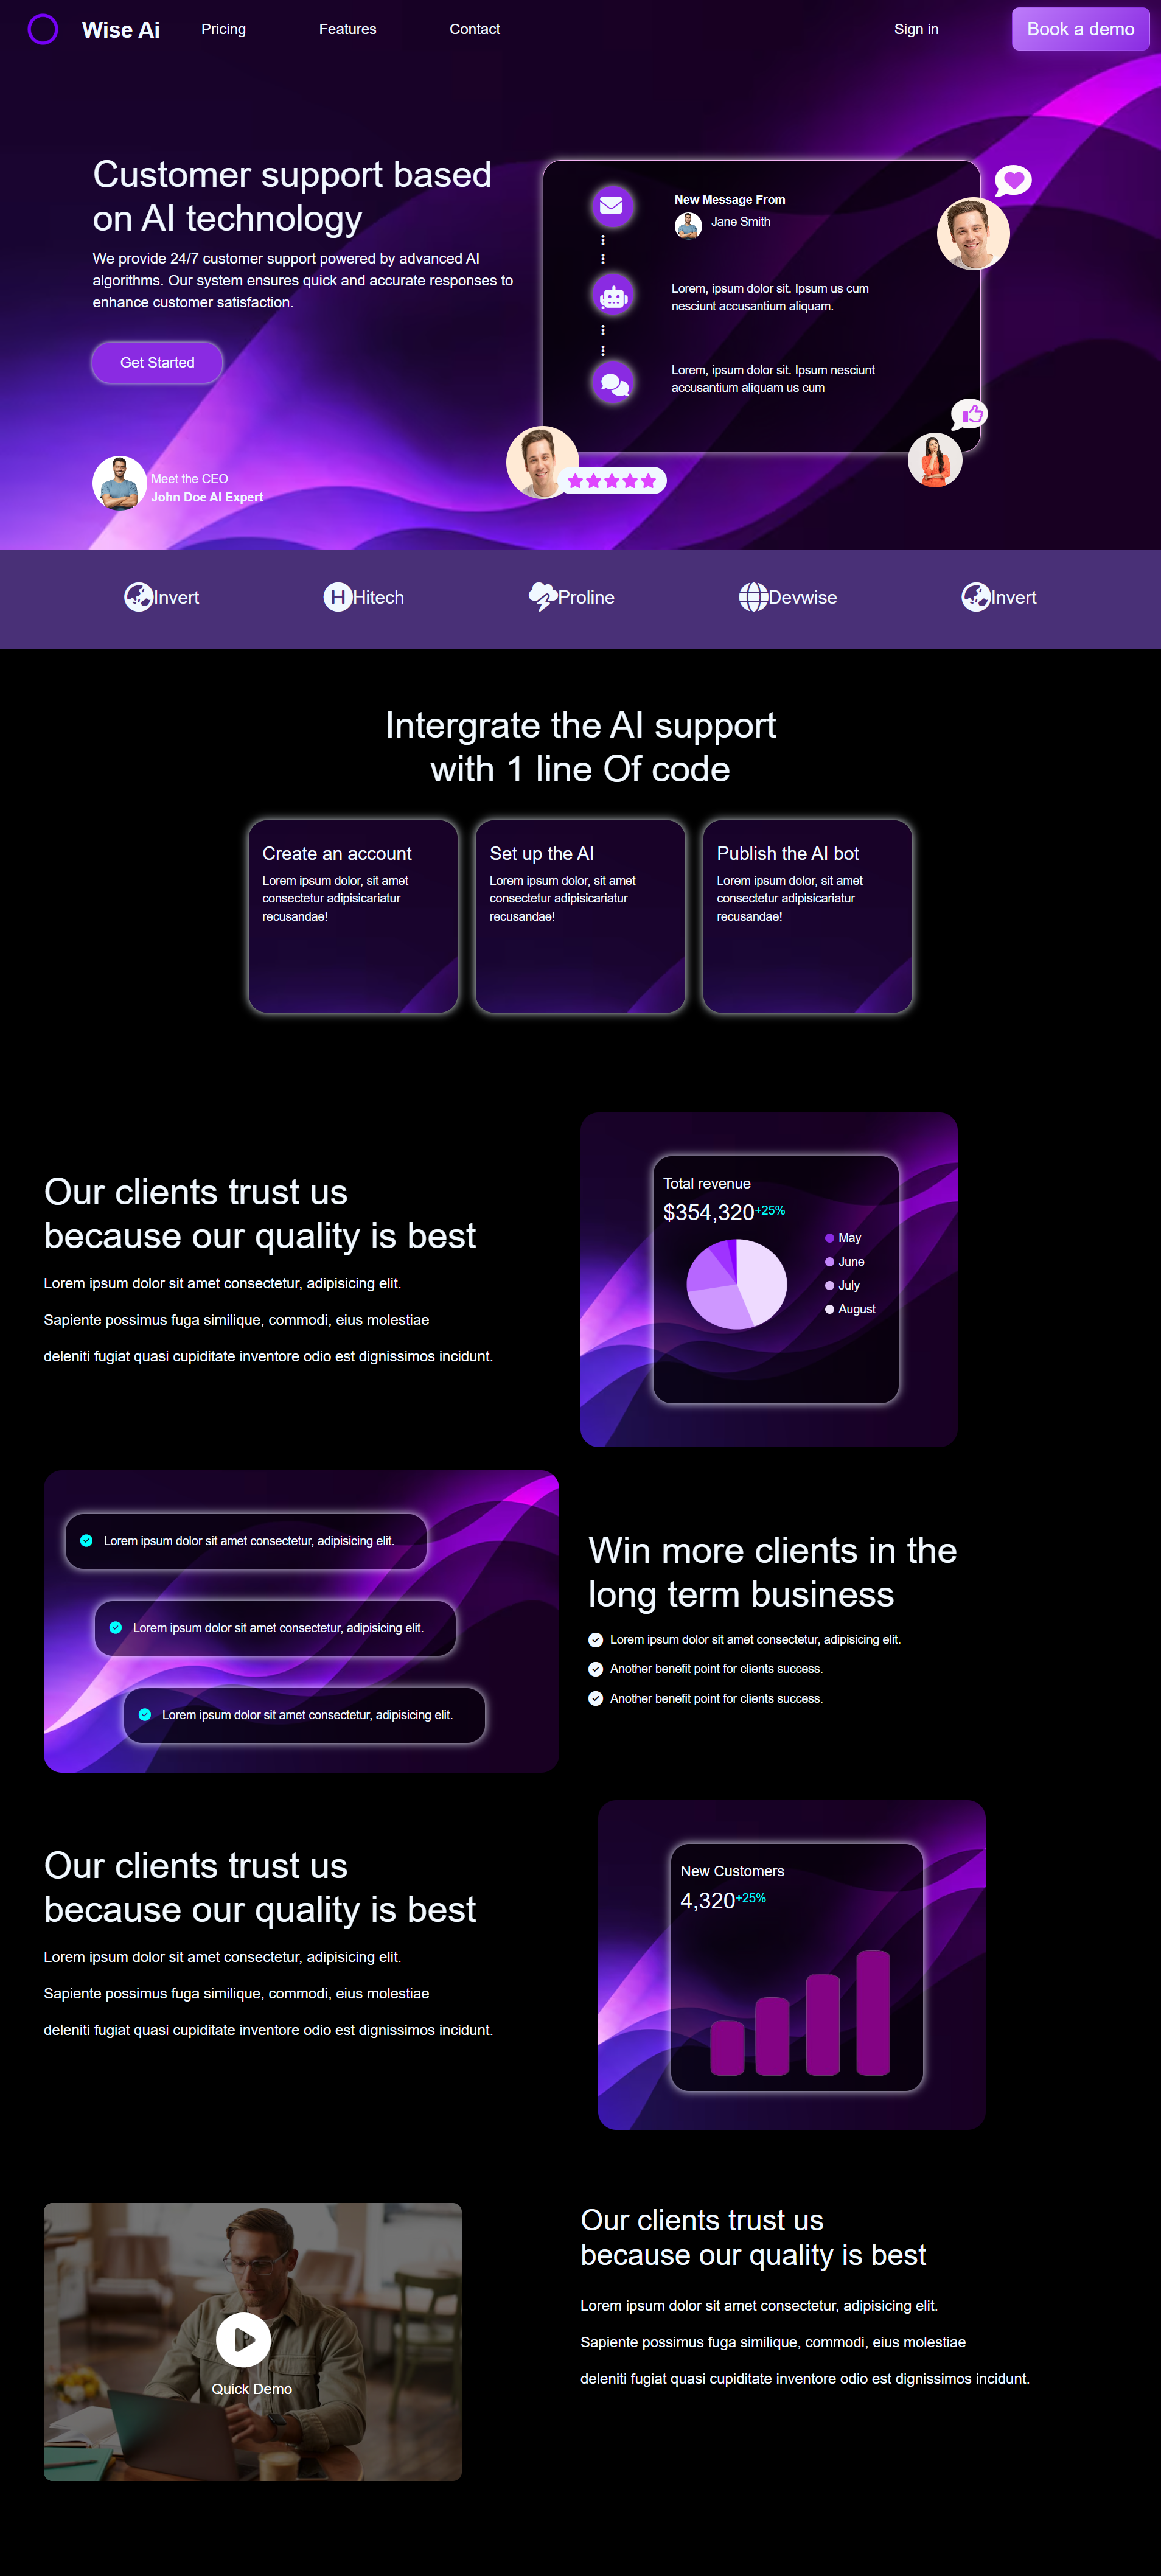 Wise Ai
Pricing
Features
Contact
Sign in
Book a demo
Customer support based
on AI technology
We provide 24/7 customer support powered by advanced AI
algorithms. Our system ensures quick and accurate responses to
enhance customer satisfaction.
Get Started
Meet the CEO
John Doe AI Expert
New Message From
Jane Smith
Lorem, ipsum dolor sit. Ipsum us cum
nesciunt accusantium aliquam.
Lorem, ipsum dolor sit. Ipsum nesciunt
accusantium aliquam us cum
Invert
H Hitech
Proline
Devwise
Invert
Intergrate the AI support
with 1 line Of code
Create an account
Lorem ipsum dolor, sit amet
consectetur adipisicariatur
recusandae!
Set up the AI
Lorem ipsum dolor, sit amet
consectetur adipisicariatur
recusandae!
Publish the AI bot
Lorem ipsum dolor, sit amet
consectetur adipisicariatur
recusandae!
Our clients trust us
because our quality is best
Lorem ipsum dolor sit amet consectetur, adipisicing elit.
Sapiente possimus fuga similique, commodi, eius molestiae
deleniti fugiat quasi cupiditate inventore odio est dignissimos incidunt.
Total revenue
$354,320+25%
May
June
July
August
Lorem ipsum dolor sit amet consectetur, adipisicing elit.
Lorem ipsum dolor sit amet consectetur, adipisicing elit.
Lorem ipsum dolor sit amet consectetur, adipisicing elit.
Win more clients in the
long term business
Lorem ipsum dolor sit amet consectetur, adipisicing elit.
Another benefit point for clients success.
Another benefit point for clients success.
Our clients trust us
because our quality is best
Lorem ipsum dolor sit amet consectetur, adipisicing elit.
Sapiente possimus fuga similique, commodi, eius molestiae
deleniti fugiat quasi cupiditate inventore odio est dignissimos incidunt.
New Customers
4,320+25%
Quick Demo
Our clients trust us
because our quality is best
Lorem ipsum dolor sit amet consectetur, adipisicing elit.
Sapiente possimus fuga similique, commodi, eius molestiae
deleniti fugiat quasi cupiditate inventore odio est dignissimos incidunt.